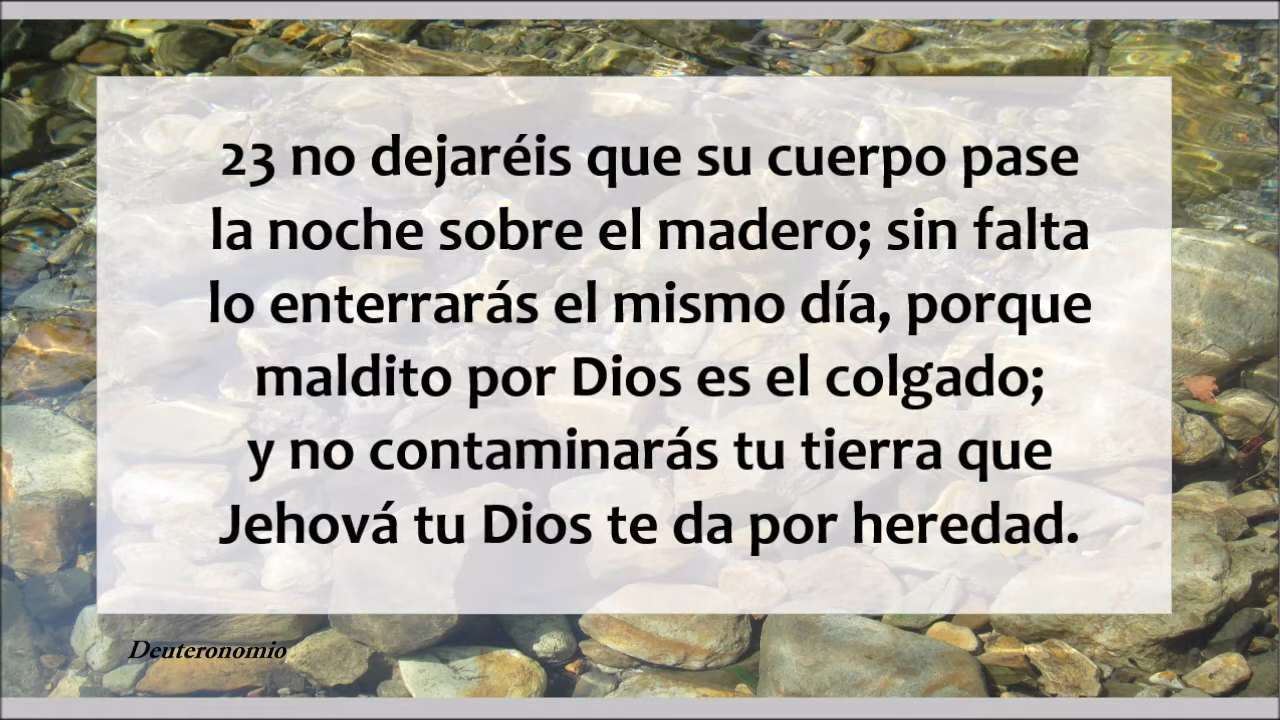 23 no dejaréis que su cuerpo pase
la noche sobre el madero; sin falta
lo enterrarás el mismo día, porque
maldito por Dios es el colgado;
y no contaminarás tu tierra que
Jehová tu Dios te da por heredad.
Deuteronomio